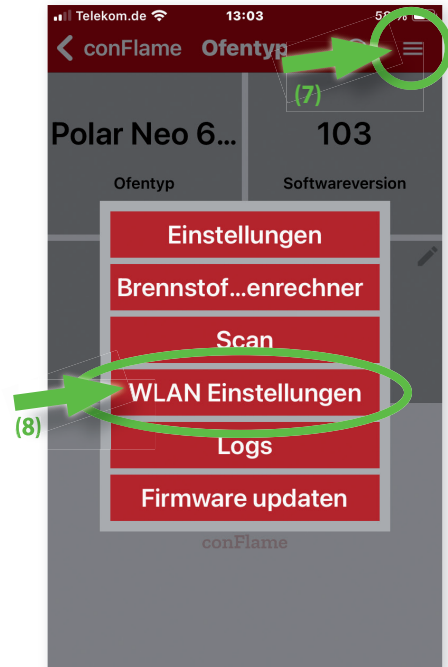 Telekom.de 13:03
conFlame Ofentyp
(7)
Polar Neo 6... 103
Ofentyp Softwareversion
Einstellungen
Brennstof...enrechner
Scan
WLAN Einstellungen
(8)
Logs
Firmware updaten
conFlame